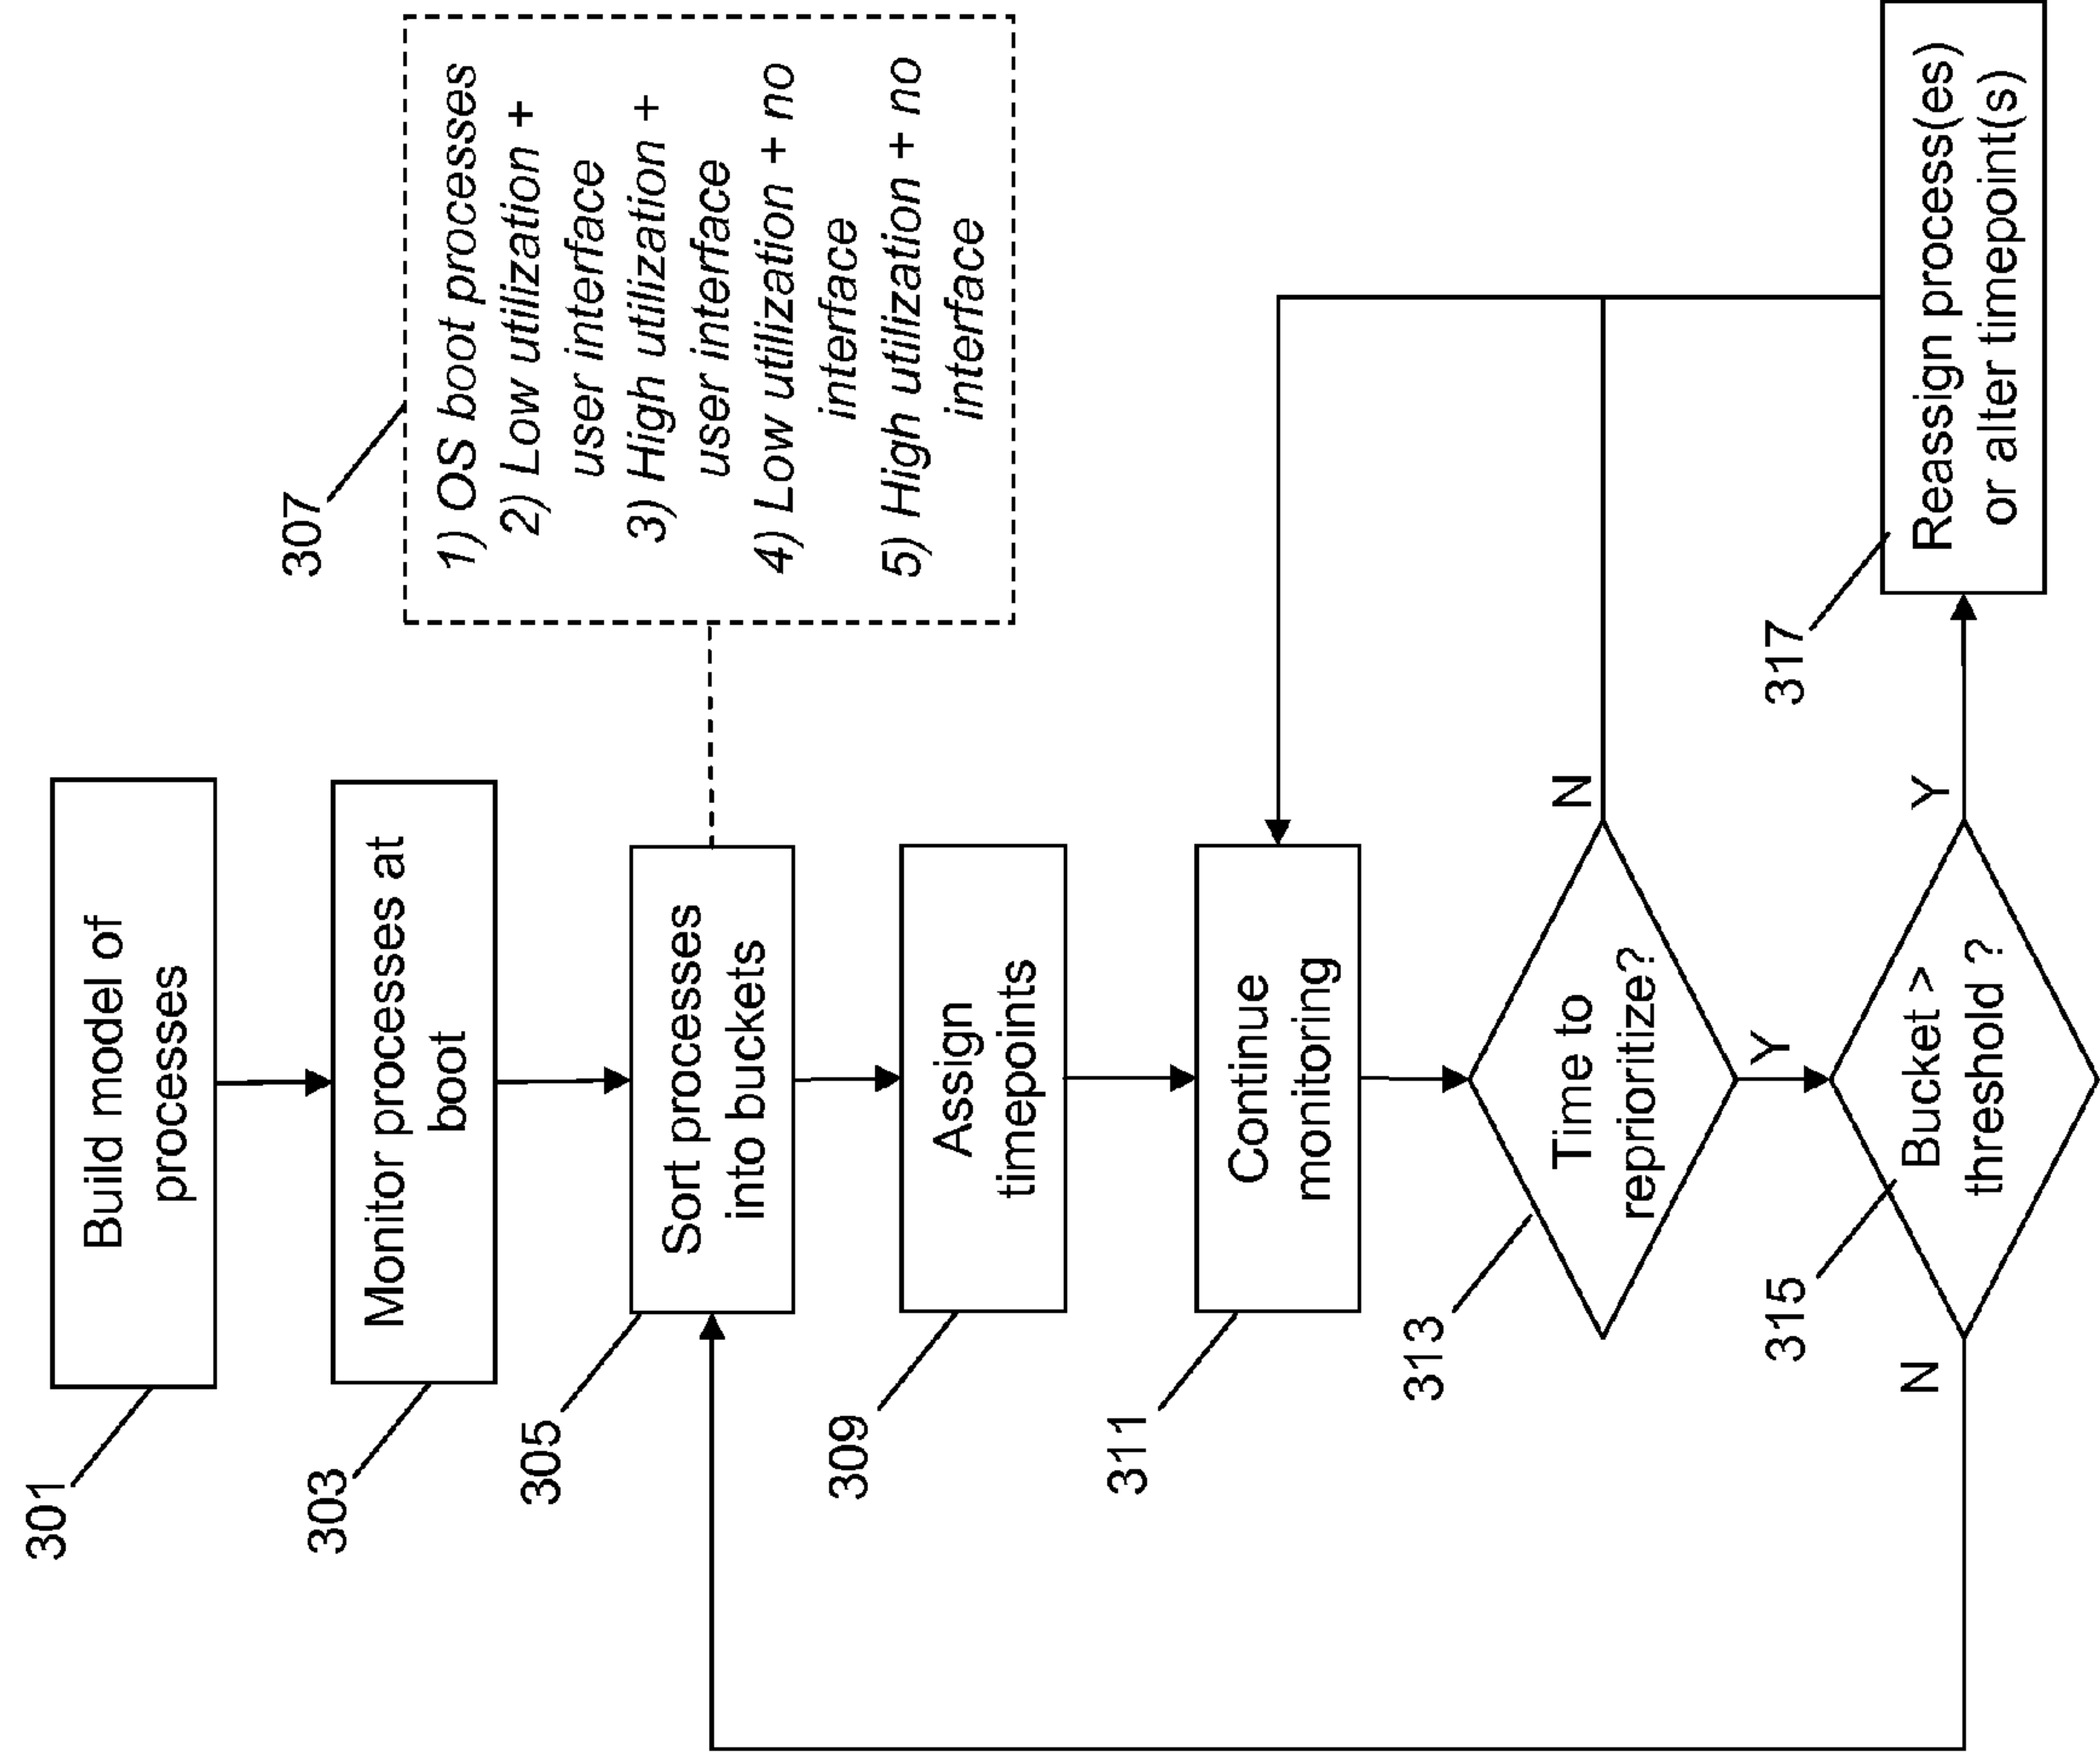 301
Build model of
processes
303
Monitor processes at
boot
305
Sort processes
into buckets
307
1) OS boot processes
2) Low utilization +
user interface
3) High utilization +
user interface
4) Low utilization + no
interface
5) High utilization + no
interface
309
Assign
timepoints
311
Continue
monitoring
313
Time to
reprioritize?
N
Y
315
Bucket >
threshold ?
N
Y
317
Reassign process(es)
or alter timepoint(s)